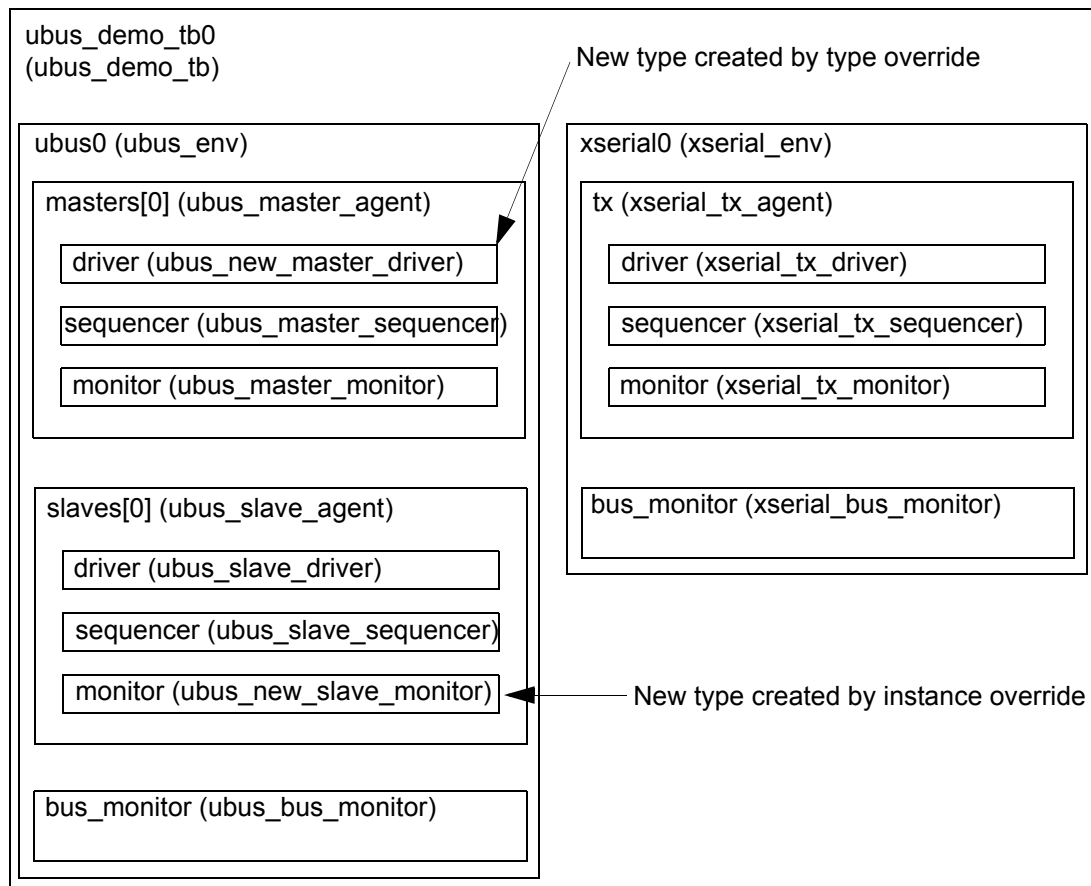 ubus_demo_tb0
(ubus_demo_tb)
New type created by type override
ubus0 (ubus_env)
masters[0] (ubus_master_agent)
driver (ubus_new_master_driver)
sequencer (ubus_master_sequencer)
monitor (ubus_master_monitor)
slaves[0] (ubus_slave_agent)
driver (ubus_slave_driver)
sequencer (ubus_slave_sequencer)
monitor (ubus_new_slave_monitor)
New type created by instance override
bus_monitor (ubus_bus_monitor)
xserial0 (xserial_env)
tx (xserial_tx_agent)
driver (xserial_tx_driver)
sequencer (xserial_tx_sequencer)
monitor (xserial_tx_monitor)
bus_monitor (xserial_bus_monitor)